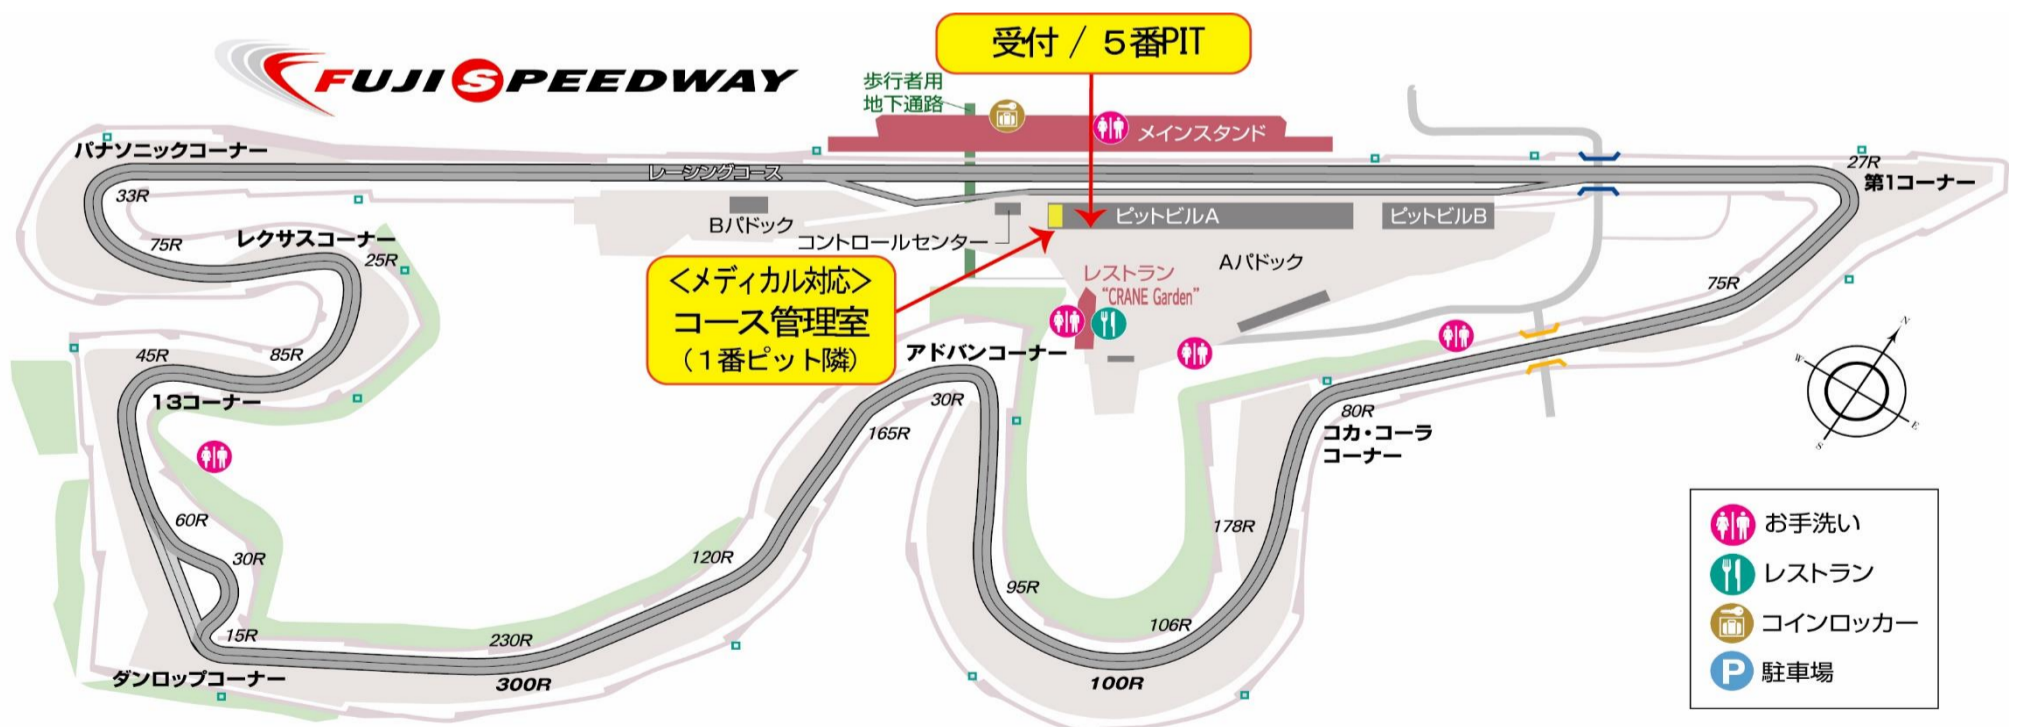 FUJI SPEEDWAY
受付 / 5番PIT
歩行者用
地下通路
メインスタンド
パナソニックコーナー
レーシングコース
27R
第1コーナー
33R
Bパドック
コントロールセンター
ピットビルA
ピットビルB
75R
レクサスコーナー
25R
<メディカル対応>
コース管理室
(1番ピット隣)
レストラン
"CRANE Garden"
Aパドック
75R
45R
85R
13コーナー
アドバンコーナー
30R
165R
80R
コカ・コーラ
コーナー
N
W
E
S
60R
30R
15R
ダンロップコーナー
230R
300R
120R
95R
106R
100R
178R
お手洗い
レストラン
コインロッカー
P 駐車場